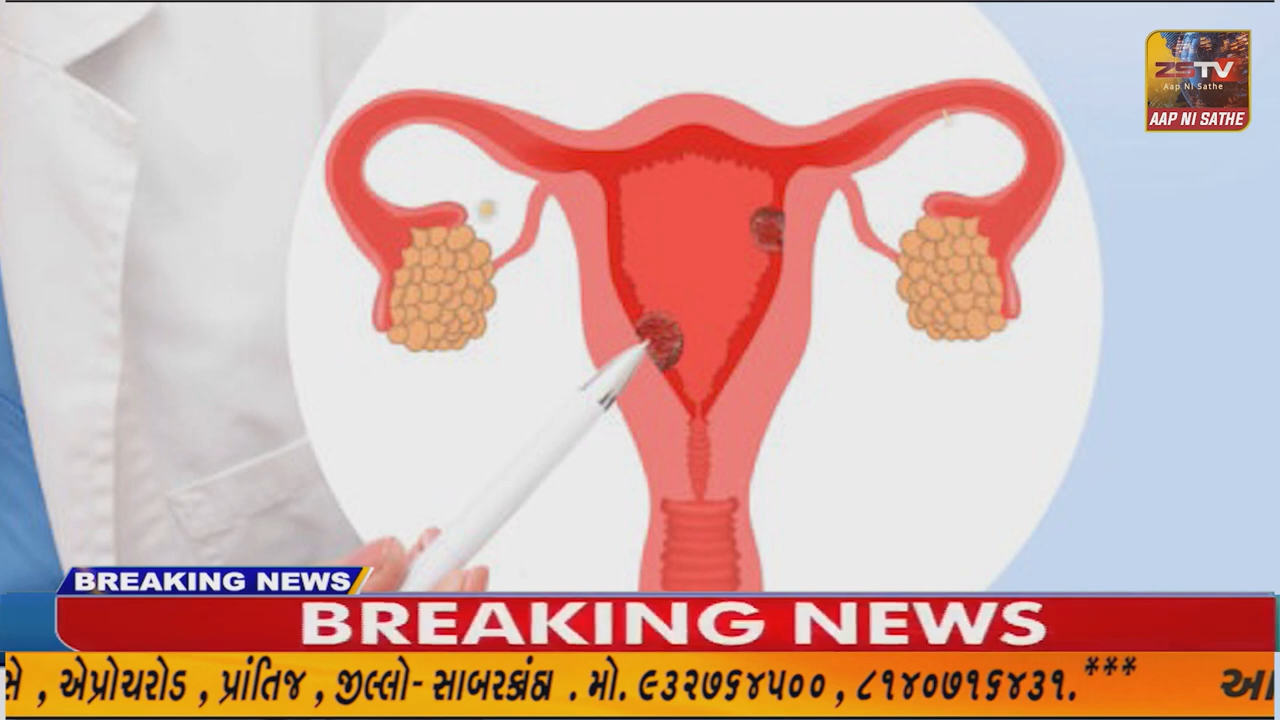 ZSTV
Aap Ni Sathe
AAP NI SATHE
BREAKING NEWS
BREAKING NEWS
સે , એપ્રોચરોડ , પ્રાંતિજ , જીલ્લો- સાબરકાંઠા . મો. ૯૩૨૭૬૪૫૦૦ , ૮૧૪૦૭૧૬૪૩૧.*** આ